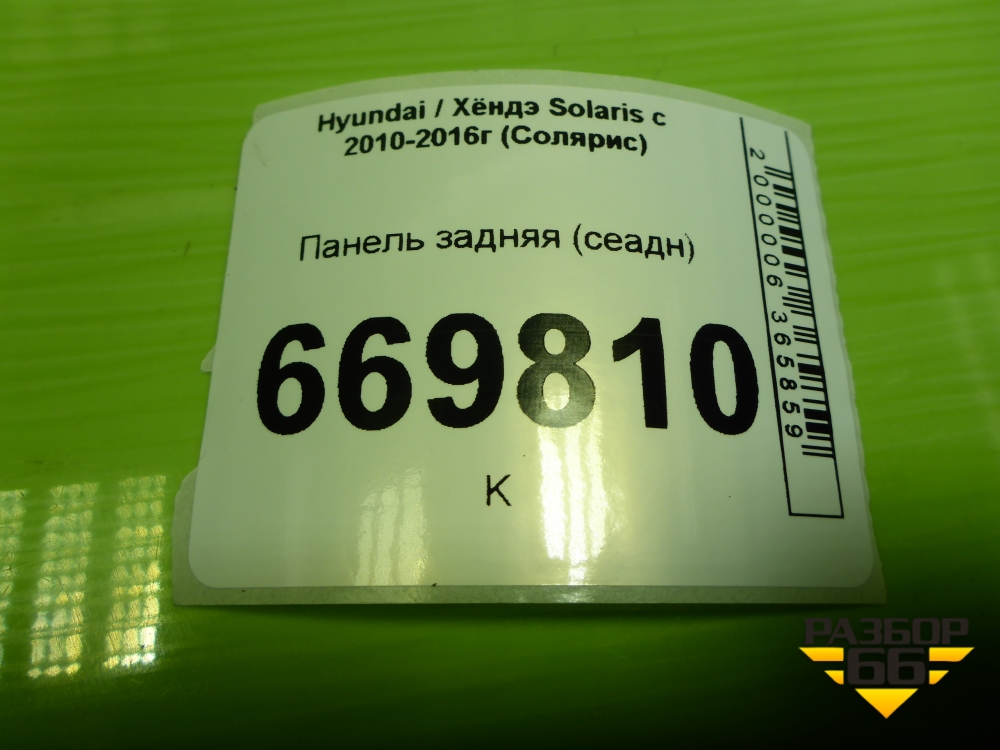 Hyundai / Хёндэ Solaris с
2010-2016г (Солярис)
Панель задняя (сеадн)
669810
К
2000006365859
РАЗБОР
66